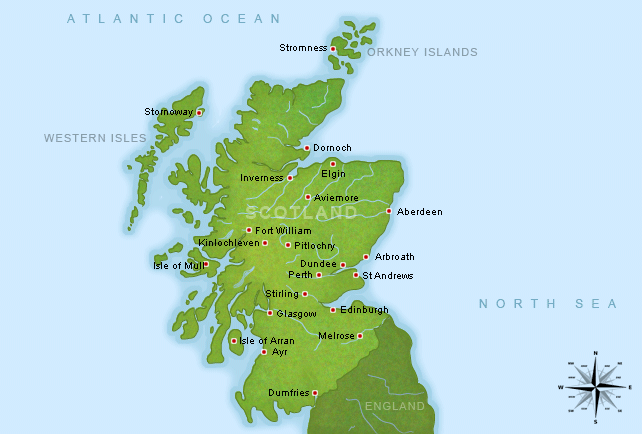 ATLANTIC OCEAN
Stromness
ORKNEY ISLANDS
Stornoway
WESTERN ISLES
Dornoch
Elgin
Inverness
Aviemore
SCOTLAND
Aberdeen
Fort William
Kinlochleven
Pitlochry
Arbroath
Isle of Mull
Dundee
Perth
St Andrews
Stirling
NORTH SEA
Glasgow
Edinburgh
Isle of Arran
Melrose
Ayr
N
W
E
S
Dumfries
ENGLAND